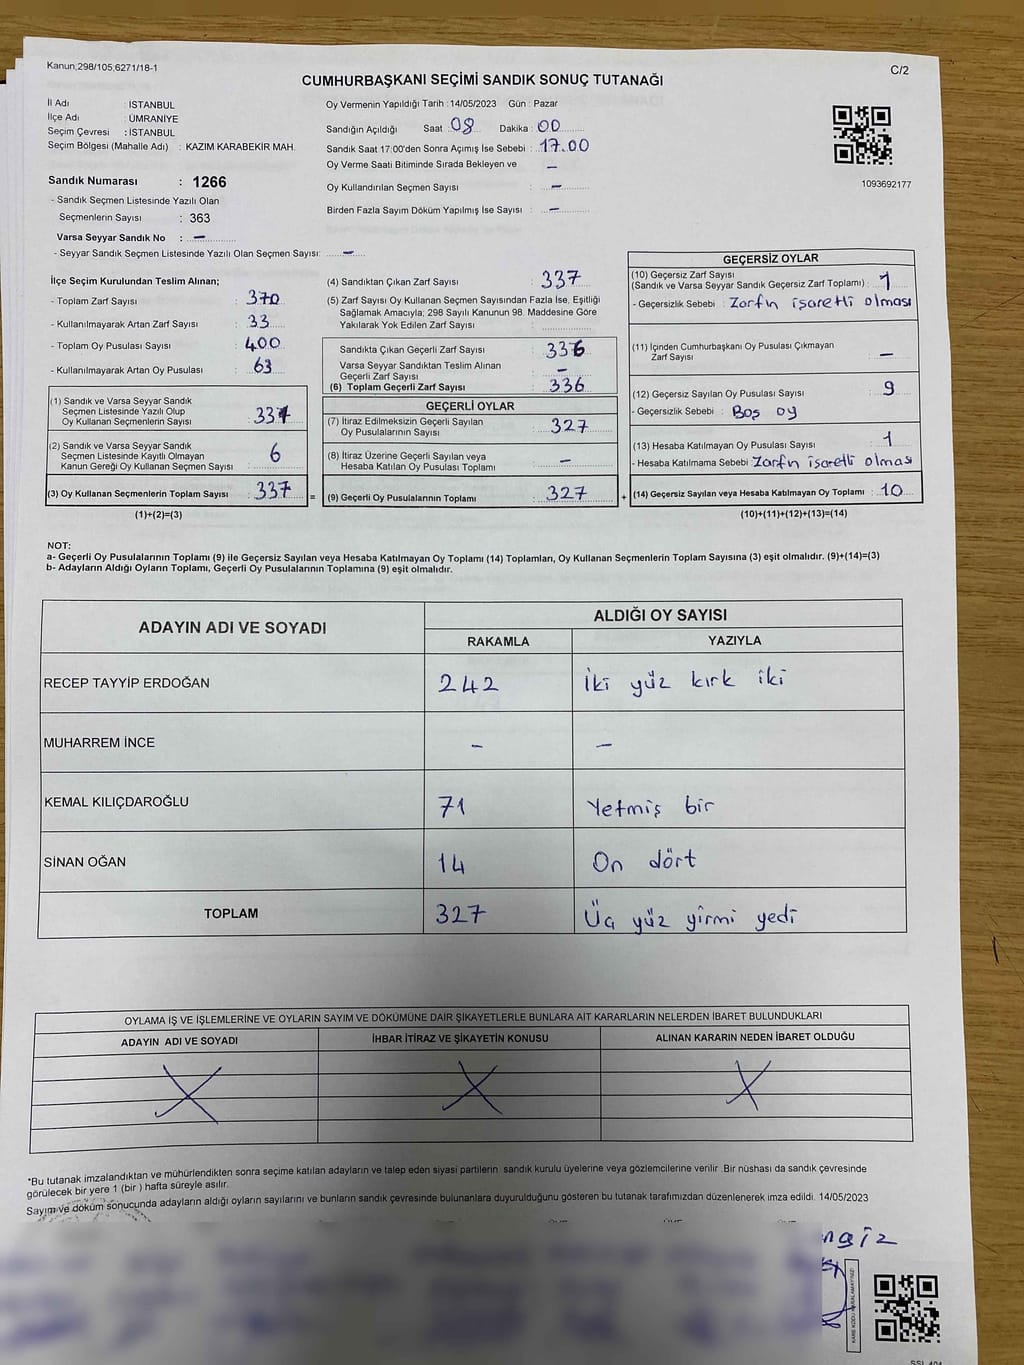 Kanun,298/105,6271/18-1
C/2
CUMHURBAŞKANI SEÇİMİ SANDIK SONUÇ TUTANAĞI
İl Adı : İSTANBUL
İlçe Adı : ÜMRANİYE
Seçim Çevresi : İSTANBUL
Seçim Bölgesi (Mahalle Adı) : KAZIM KARABEKİR MAH.
Sandık Numarası : 1266
- Sandık Seçmen Listesinde Yazılı Olan
Seçmenlerin Sayısı : 363
Varsa Seyyar Sandık No : –
- Seyyar Sandık Seçmen Listesinde Yazılı Olan Seçmen Sayısı: –
Oy Vermenin Yapıldığı Tarih : 14/05/2023 Gün : Pazar
Sandığın Açıldığı Saat : 08 Dakika : 00
Sandık Saat 17:00'den Sonra Açımış İse Sebebi : 17.00
Oy Verme Saati Bitiminde Sırada Bekleyen ve –
Oy Kullandırılan Seçmen Sayısı : –
Birden Fazla Sayım Döküm Yapılmış İse Sayısı : –
1093692177
İlçe Seçim Kurulundan Teslim Alınan;
- Toplam Zarf Sayısı : 370
- Kullanılmayarak Artan Zarf Sayısı : 33
- Toplam Oy Pusulası Sayısı : 400
- Kullanılmayarak Artan Oy Pusulası : 63
(1) Sandık ve Varsa Seyyar Sandık
Seçmen Listesinde Yazılı Olup
Oy Kullanan Seçmenlerin Sayısı :
(2) Sandık ve Varsa Seyyar Sandık
Seçmen Listesinde Kayıtlı Olmayan
Kanun Gereği Oy Kullanan Seçmen Sayısı : 6
(3) Oy Kullanan Seçmenlerin Toplam Sayısı : 337
(1)+(2)=(3)
(4) Sandıktan Çıkan Zarf Sayısı : 337
(5) Zarf Sayısı Oy Kullanan Seçmen Sayısından Fazla İse, Eşitliği
Sağlamak Amacıyla, 298 Sayılı Kanunun 98. Maddesine Göre
Yakılarak Yok Edilen Zarf Sayısı :
Sandıkta Çıkan Geçerli Zarf Sayısı : 336
Varsa Seyyar Sandıktan Teslim Alınan
Geçerli Zarf Sayısı : –
(6) Toplam Geçerli Zarf Sayısı : 336
GEÇERLİ OYLAR
(7) İtiraz Edilmeksizin Geçerli Sayılan
Oy Pusulalarının Sayısı : 327
(8) İtiraz Üzerine Geçerli Sayılan veya
Hesaba Katılan Oy Pusulası Toplamı : –
= (9) Geçerli Oy Pusulalarının Toplamı : 327
GEÇERSİZ OYLAR
(10) Geçersiz Zarf Sayısı
(Sandık ve Varsa Seyyar Sandık Geçersiz Zarf Toplamı) : 1
- Geçersizlik Sebebi : Zarfın işaretli olması
(11) İçinden Cumhurbaşkanı Oy Pusulası Çıkmayan
Zarf Sayısı : –
(12) Geçersiz Sayılan Oy Pusulası Sayısı : 9
- Geçersizlik Sebebi : Boş oy
(13) Hesaba Katılmayan Oy Pusulası Sayısı : 1
- Hesaba Katılmama Sebebi : Zarfın işaretli olması
+ (14) Geçersiz Sayılan veya Hesaba Katılmayan Oy Toplamı : 10
(10)+(11)+(12)+(13)=(14)
NOT:
a- Geçerli Oy Pusulalarının Toplamı (9) ile Geçersiz Sayılan veya Hesaba Katılmayan Oy Toplamı (14) Toplamları, Oy Kullanan Seçmenlerin Toplam Sayısına (3) eşit olmalıdır. (9)+(14)=(3)
b- Adayların Aldığı Oyların Toplamı, Geçerli Oy Pusulalarının Toplamına (9) eşit olmalıdır.
ADAYIN ADI VE SOYADI
ALDIĞI OY SAYISI
RAKAMLA YAZIYLA
RECEP TAYYİP ERDOĞAN 242 İki yüz kırk iki
MUHARREM İNCE – –
KEMAL KILIÇDAROĞLU 71 Yetmiş bir
SİNAN OĞAN 14 On dört
TOPLAM 327 Üç yüz yirmi yedi
OYLAMA İŞ VE İŞLEMLERİNE VE OYLARIN SAYIM VE DÖKÜMÜNE DAİR ŞİKAYETLERLE BUNLARA AİT KARARLARIN NELERDEN İBARET BULUNDUKLARI
ADAYIN ADI VE SOYADI İHBAR İTİRAZ VE ŞİKAYETİN KONUSU ALINAN KARARIN NEDEN İBARET OLDUĞU
*Bu tutanak imzalandıktan ve mühürlendikten sonra seçime katılan adayların ve talep eden siyasi partilerin sandık kurulu üyelerine veya gözlemcilerine verilir .Bir nüshası da sandık çevresinde
görülecek bir yere 1 (bir ) hafta süreyle asılır.
Sayım ve döküm sonucunda adayların aldığı oyların sayılarını ve bunların sandık çevresinde bulunanlara duyurulduğunu gösteren bu tutanak tarafımızdan düzenlenerek imza edildi. 14/05/2023